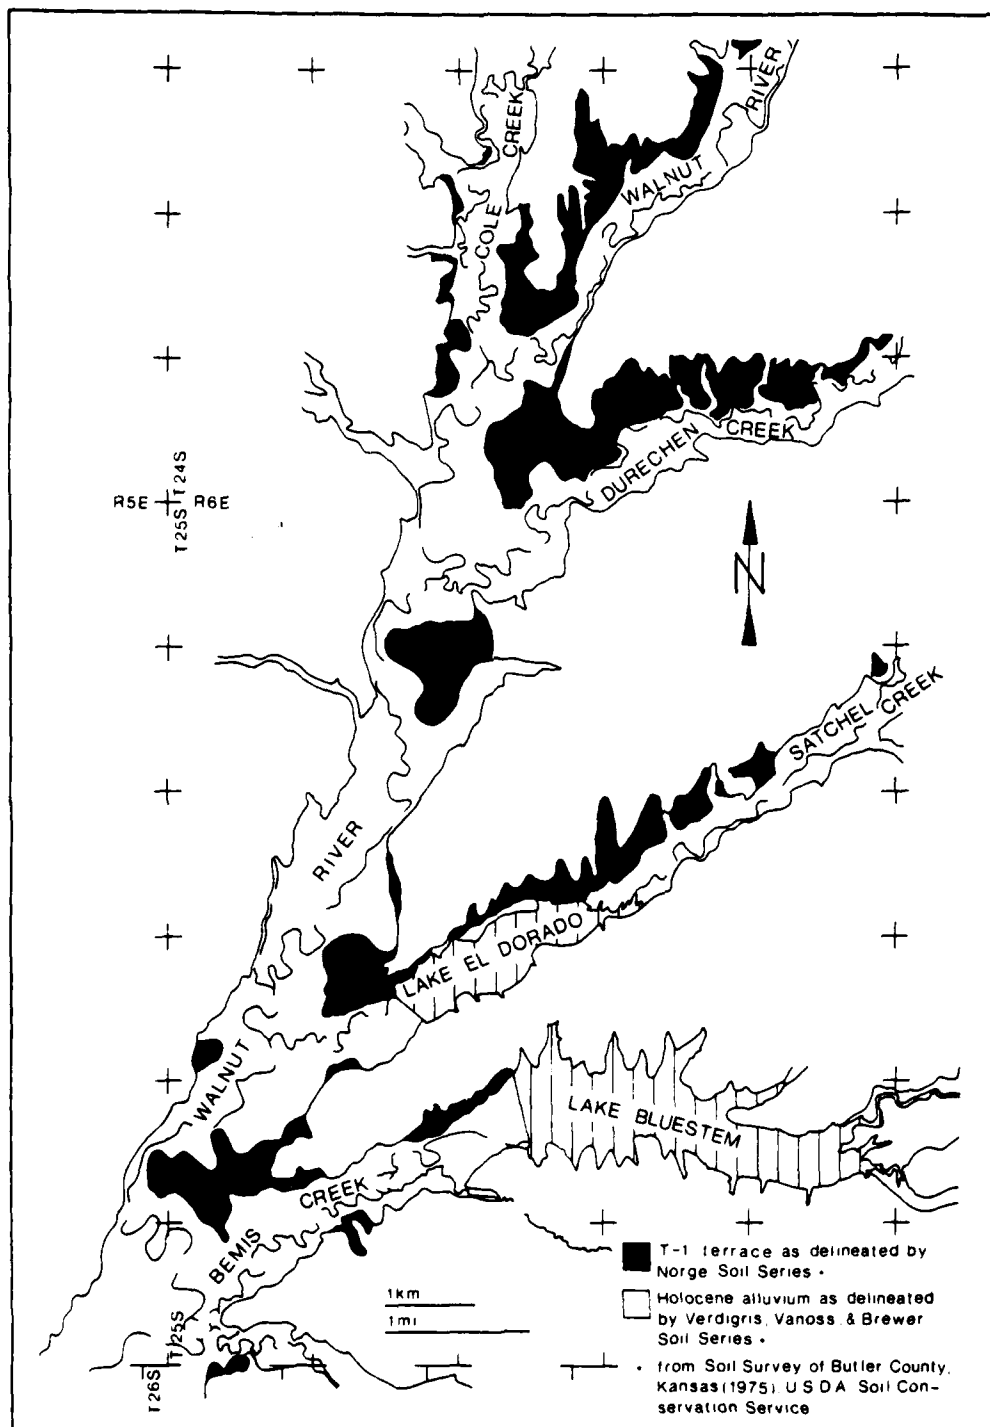 RIVER
CREEK
WALNUT
COLE
CREEK
DURECHEN
T24S
R5E
R6E
T25S
N
SATCHEL CREEK
RIVER
LAKE EL DORADO
WALNUT
LAKE BLUESTEM
CREEK
BEMIS
T-1 terrace as delineated by
Norge Soil Series •
1km
1mi
Holocene alluvium as delineated
by Verdigris, Vanoss, & Brewer
Soil Series •
T25S
T26S
• from Soil Survey of Butler County,
Kansas (1975) U S D A Soil Con-
servation Service